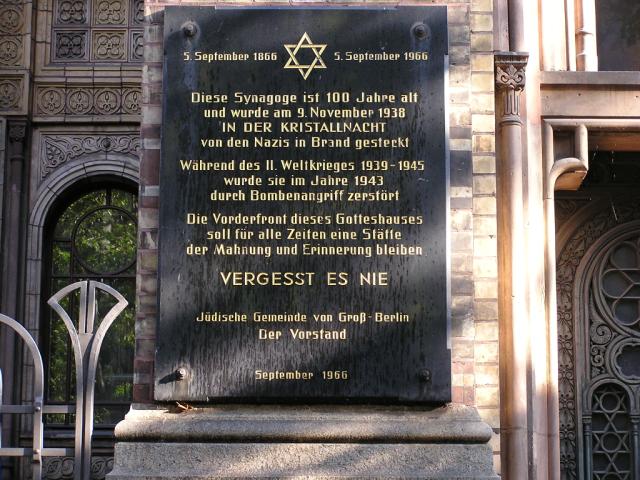 5. September 1866 5. September 1966
Diese Synagoge ist 100 Jahre alt
und wurde am 9. November 1938
IN DER KRISTALLNACHT
von den Nazis in Brand gesteckt
Während des II. Weltkrieges 1939-1945
wurde sie im Jahre 1943
durch Bombenangriff zerstört
Die Vorderfront dieses Gotteshauses
soll für alle Zeiten eine Stätte
der Mahnung und Erinnerung bleiben
VERGESST ES NIE
Jüdische Gemeinde von Groß-Berlin
Der Vorstand
September 1966